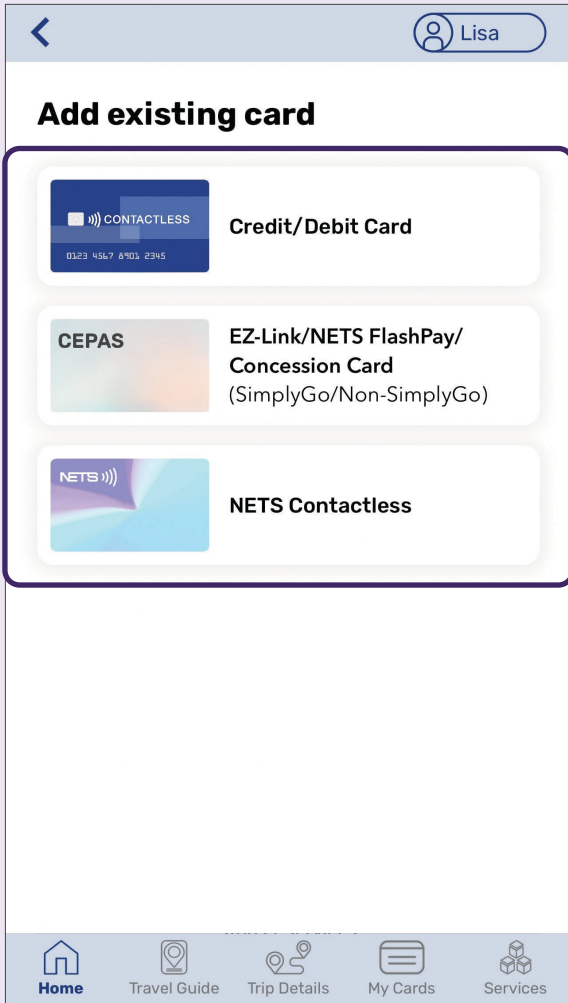 Lisa
Add existing card
CONTACTLESS
0123 4567 8901 2345
Credit/Debit Card
CEPAS
EZ-Link/NETS FlashPay/
Concession Card
(SimplyGo/Non-SimplyGo)
NETS
NETS Contactless
Home
Travel Guide
Trip Details
My Cards
Services